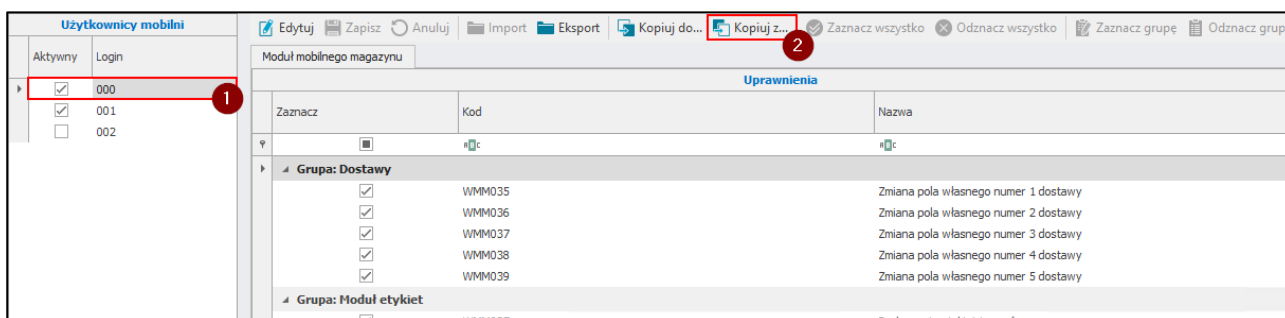 Użytkownicy mobilni
Edytuj Zapisz Anuluj Import Eksport Kopiuj do... Kopiuj z... Zaznacz wszystko Odznacz wszystko Zaznacz grupę Odznacz grup
2
Aktywny Login
Moduł mobilnego magazynu
Uprawnienia
000
1
001
002
Zaznacz Kod Nazwa
Grupa: Dostawy
WMM035 Zmiana pola własnego numer 1 dostawy
WMM036 Zmiana pola własnego numer 2 dostawy
WMM037 Zmiana pola własnego numer 3 dostawy
WMM038 Zmiana pola własnego numer 4 dostawy
WMM039 Zmiana pola własnego numer 5 dostawy
Grupa: Moduł etykiet